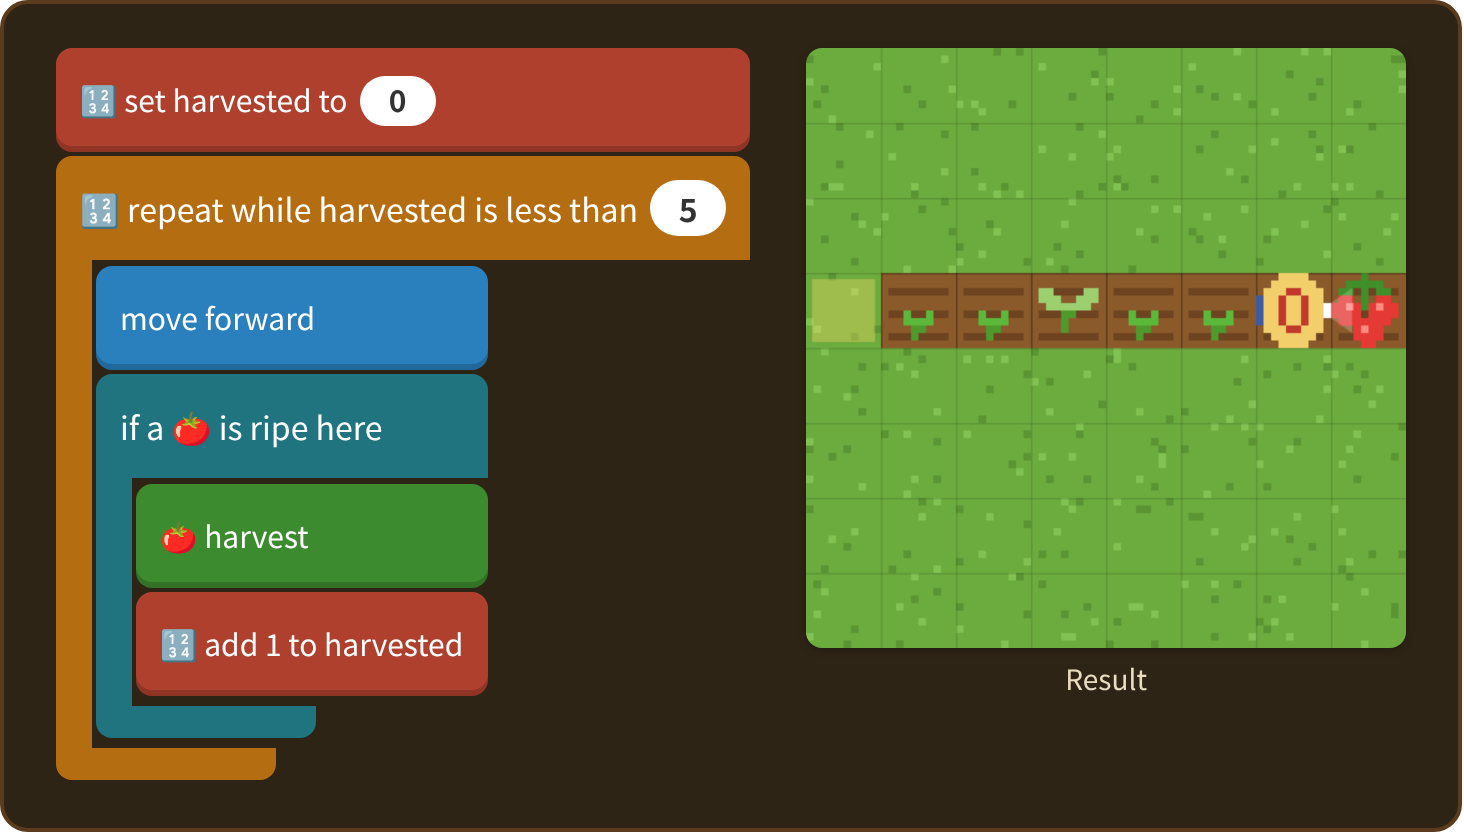 🔢 set harvested to 0
🔢 repeat while harvested is less than 5
move forward
if a 🍅 is ripe here
🍅 harvest
🔢 add 1 to harvested
Result